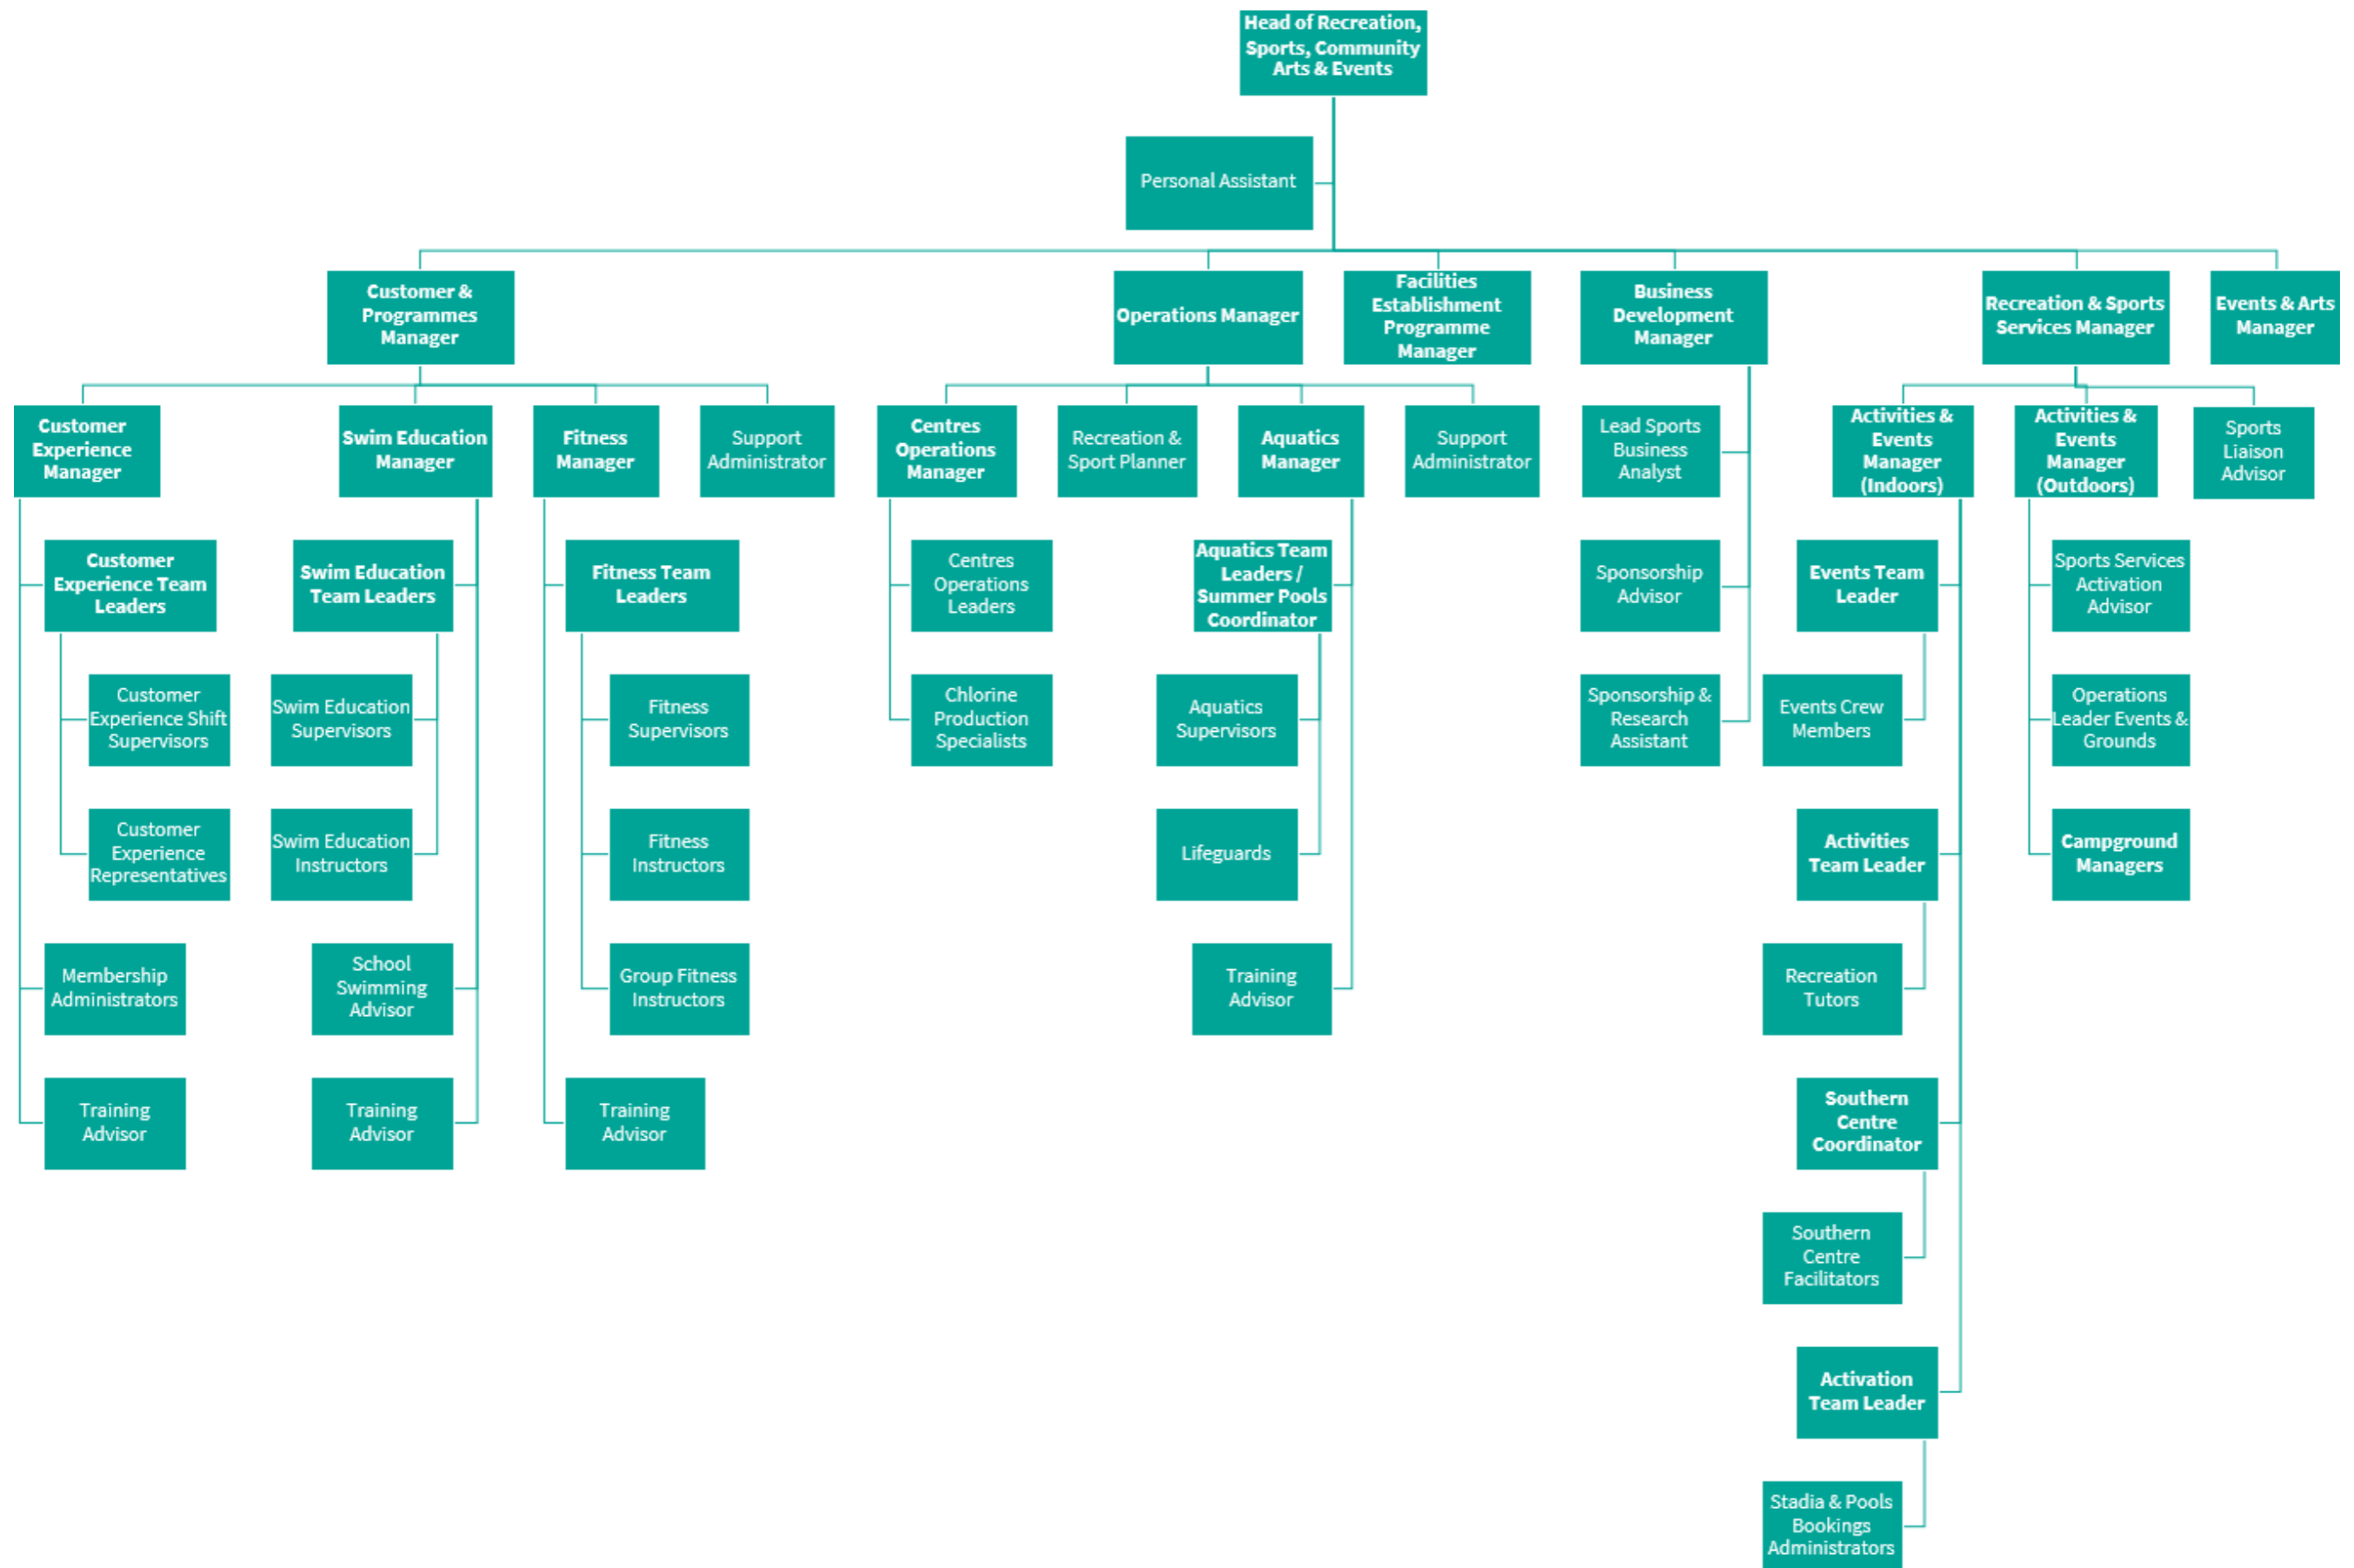 Head of Recreation,
Sports, Community
Arts & Events
Personal Assistant
Customer &
Programmes
Manager
Operations Manager
Facilities
Establishment
Programme
Manager
Business
Development
Manager
Recreation & Sports
Services Manager
Events & Arts
Manager
Customer
Experience
Manager
Swim Education
Manager
Fitness
Manager
Support
Administrator
Centres
Operations
Manager
Recreation &
Sport Planner
Aquatics
Manager
Support
Administrator
Lead Sports
Business
Analyst
Activities &
Events
Manager
(Indoors)
Activities &
Events
Manager
(Outdoors)
Sports
Liaison
Advisor
Customer
Experience Team
Leaders
Swim Education
Team Leaders
Fitness Team
Leaders
Centres
Operations
Leaders
Aquatics Team
Leaders /
Summer Pools
Coordinator
Sponsorship
Advisor
Events Team
Leader
Sports Services
Activation
Advisor
Customer
Experience Shift
Supervisors
Swim Education
Supervisors
Fitness
Supervisors
Chlorine
Production
Specialists
Aquatics
Supervisors
Sponsorship &
Research
Assistant
Events Crew
Members
Operations
Leader Events &
Grounds
Customer
Experience
Representatives
Swim Education
Instructors
Fitness
Instructors
Lifeguards
Activities
Team Leader
Campground
Managers
Membership
Administrators
School
Swimming
Advisor
Group Fitness
Instructors
Training
Advisor
Recreation
Tutors
Training
Advisor
Training
Advisor
Training
Advisor
Southern
Centre
Coordinator
Southern
Centre
Facilitators
Activation
Team Leader
Stadia & Pools
Bookings
Administrators